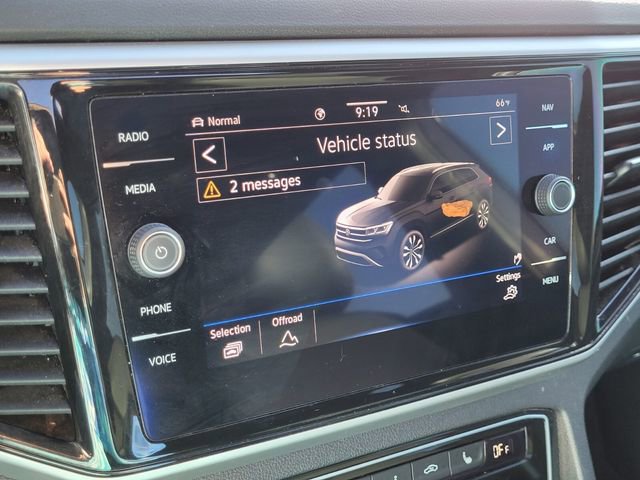 RADIO
MEDIA
PHONE
VOICE
Normal
9:19
66°F
Vehicle status
2 messages
Settings
Selection
Offroad
NAV
APP
CAR
MENU
OFF